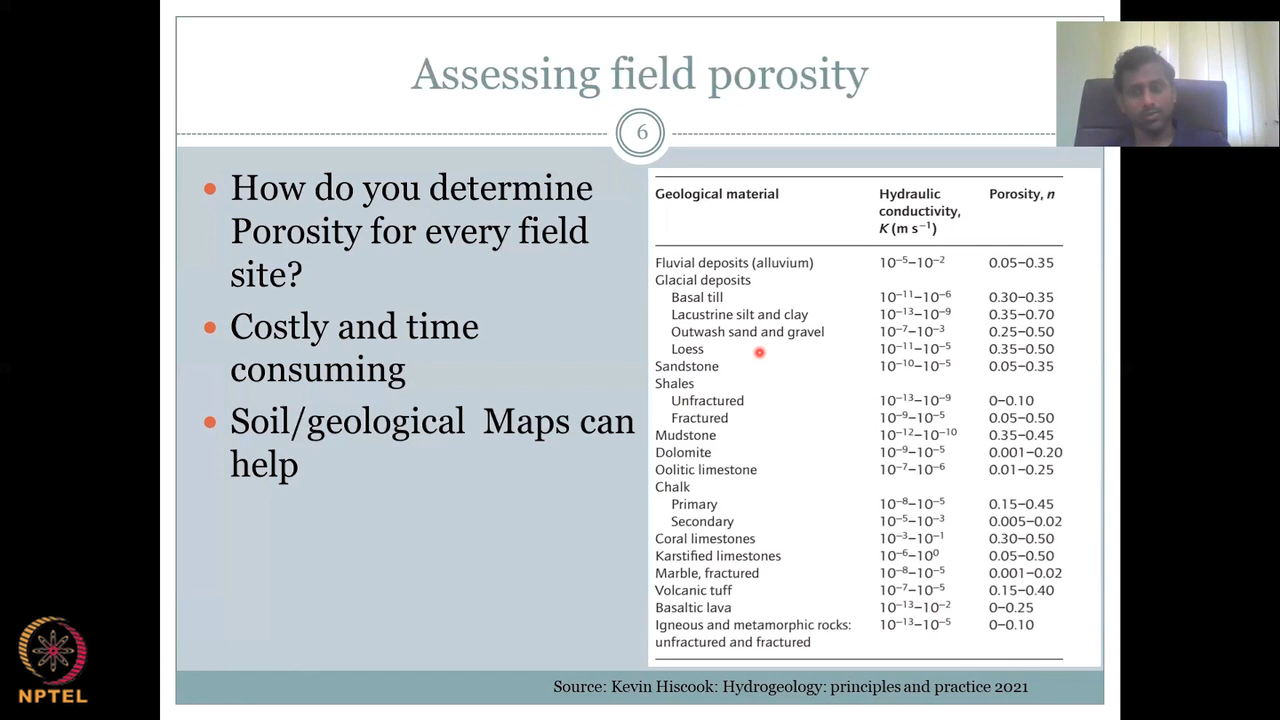 Assessing field porosity
6
• How do you determine
Porosity for every field
site?
• Costly and time
consuming
• Soil/geological Maps can
help
Geological material Hydraulic conductivity, K (m s⁻¹) Porosity, n
Fluvial deposits (alluvium) 10⁻⁵–10⁻² 0.05–0.35
Glacial deposits
Basal till 10⁻¹¹–10⁻⁶ 0.30–0.35
Lacustrine silt and clay 10⁻¹³–10⁻⁹ 0.35–0.70
Outwash sand and gravel 10⁻⁷–10⁻³ 0.25–0.50
Loess 10⁻¹¹–10⁻⁵ 0.35–0.50
Sandstone 10⁻¹⁰–10⁻⁵ 0.05–0.35
Shales
Unfractured 10⁻¹³–10⁻⁹ 0–0.10
Fractured 10⁻⁹–10⁻⁵ 0.05–0.50
Mudstone 10⁻¹²–10⁻¹⁰ 0.35–0.45
Dolomite 10⁻⁹–10⁻⁵ 0.001–0.20
Oolitic limestone 10⁻⁷–10⁻⁶ 0.01–0.25
Chalk
Primary 10⁻⁸–10⁻⁵ 0.15–0.45
Secondary 10⁻⁵–10⁻³ 0.005–0.02
Coral limestones 10⁻³–10⁻¹ 0.30–0.50
Karstified limestones 10⁻⁶–10⁰ 0.05–0.50
Marble, fractured 10⁻⁸–10⁻⁵ 0.001–0.02
Volcanic tuff 10⁻⁷–10⁻⁵ 0.15–0.40
Basaltic lava 10⁻¹³–10⁻² 0–0.25
Igneous and metamorphic rocks: 10⁻¹³–10⁻⁵ 0–0.10
unfractured and fractured
Source: Kevin Hiscook: Hydrogeology: principles and practice 2021
NPTEL